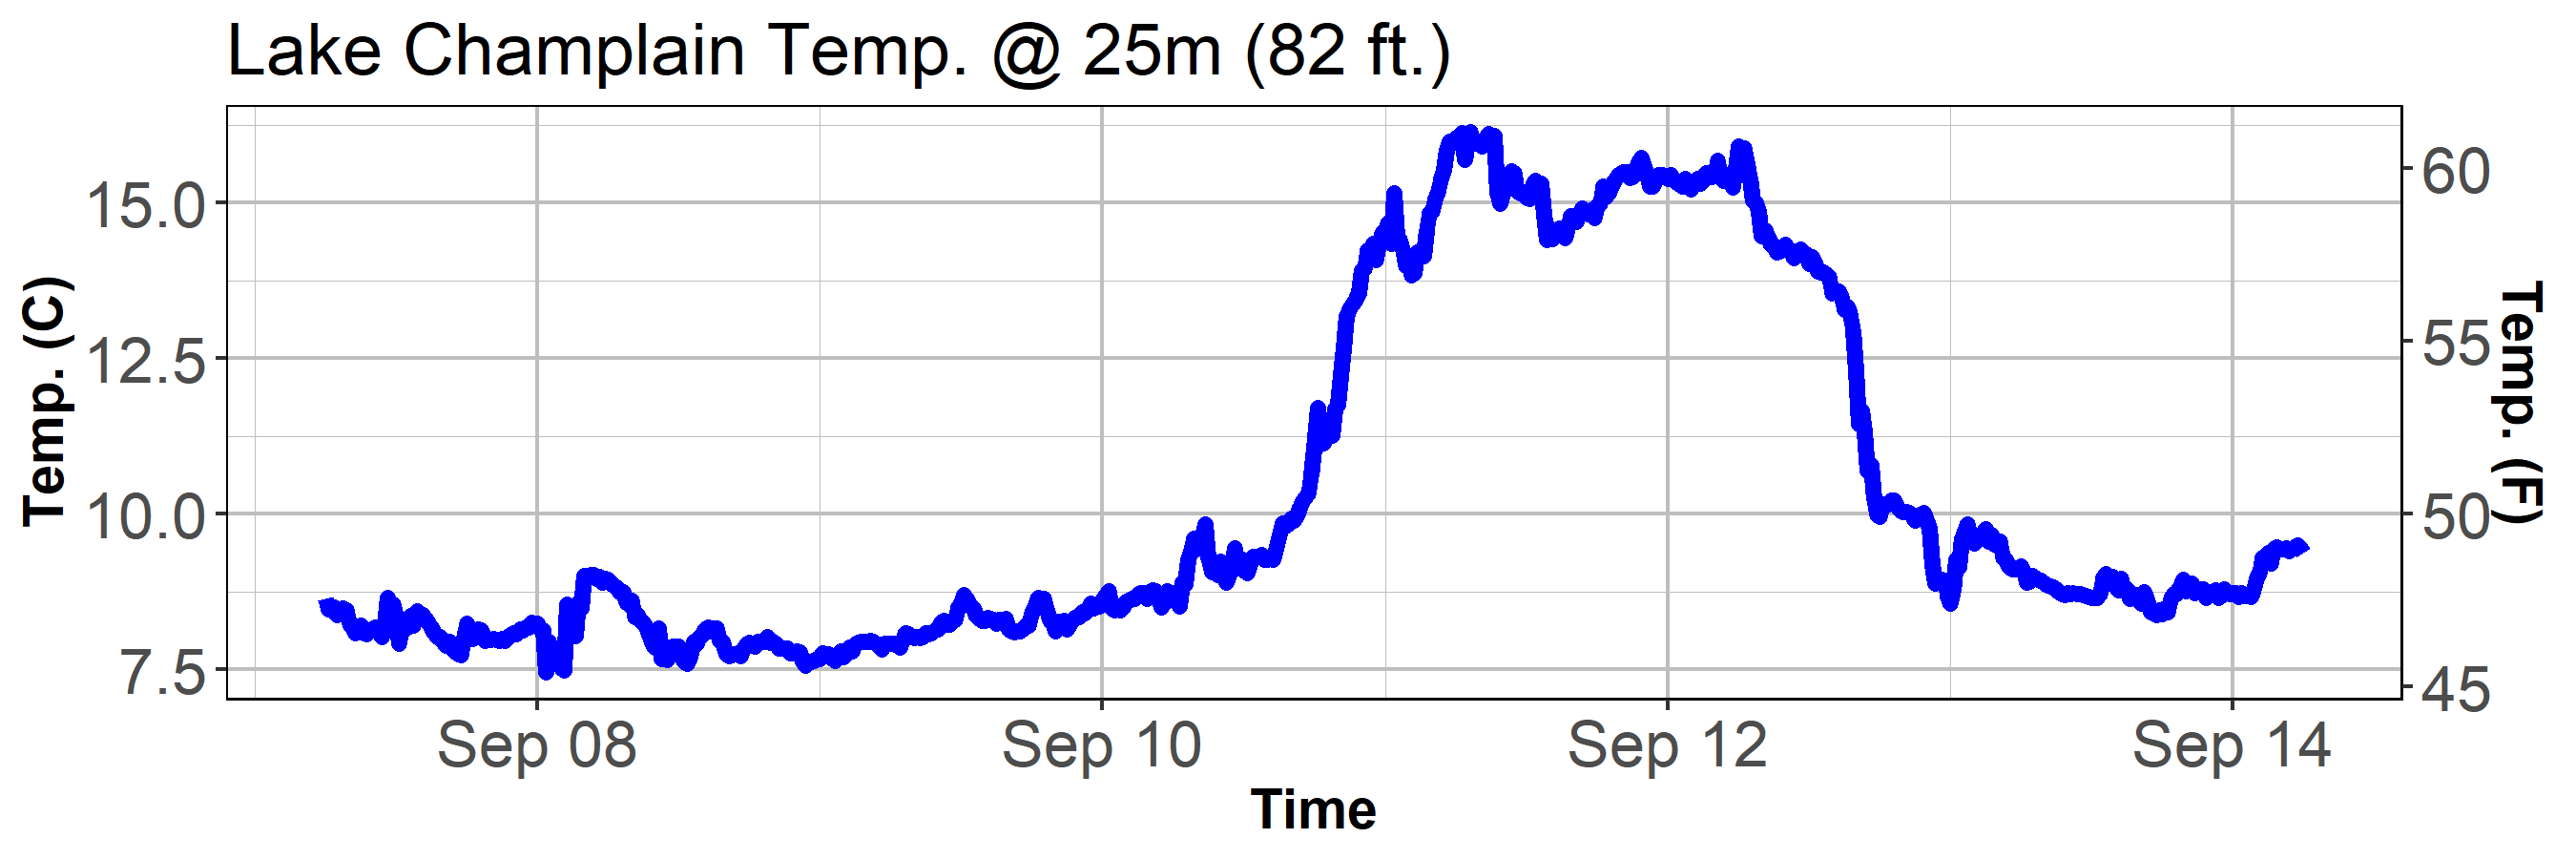 Lake Champlain Temp. @ 25m (82 ft.)
Temp. (C)
15.0
12.5
10.0
7.5
60
55
50
45
Temp. (F)
Sep 08 Sep 10 Sep 12 Sep 14
Time